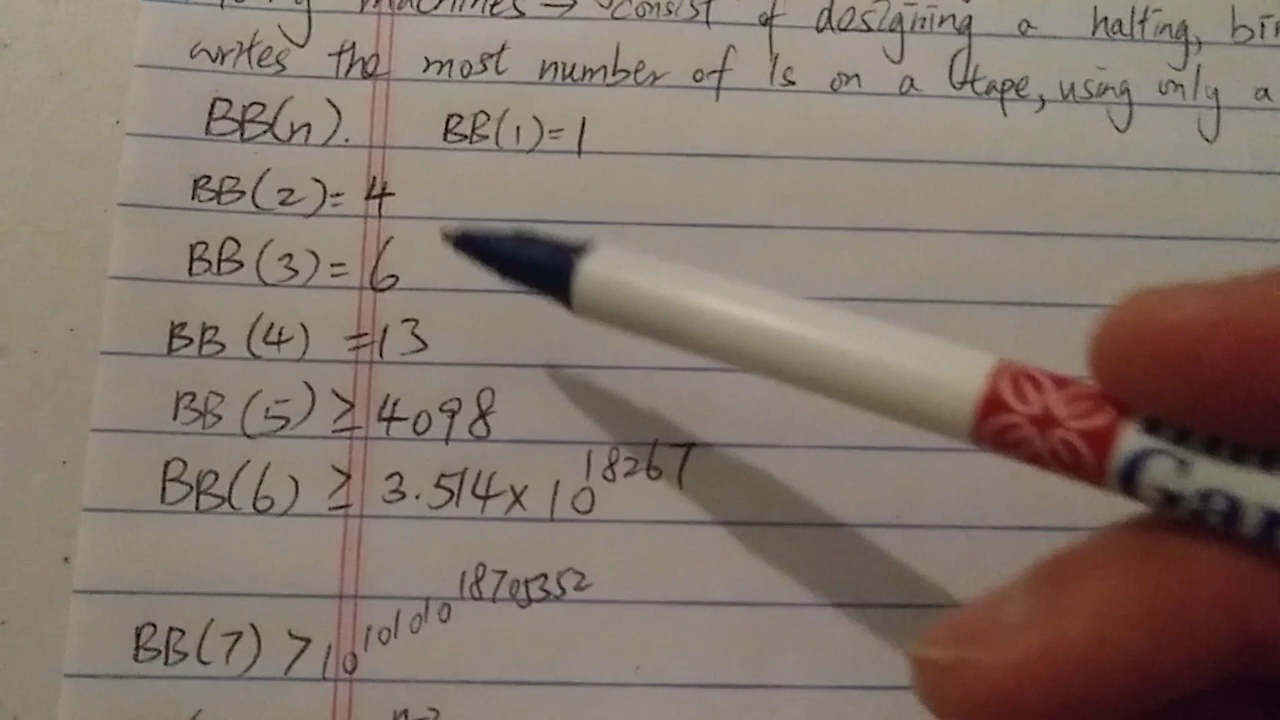 machines → consist of designing a halting,
writes the most number of 1s on a tape, using only a
BB(n). BB(1)=1
BB(2)=4
BB(3)=6
BB(4)=13
BB(5)≥4098
BB(6)≥3.514×10^18267
BB(7)>10^10^10^10^18705352
Gar